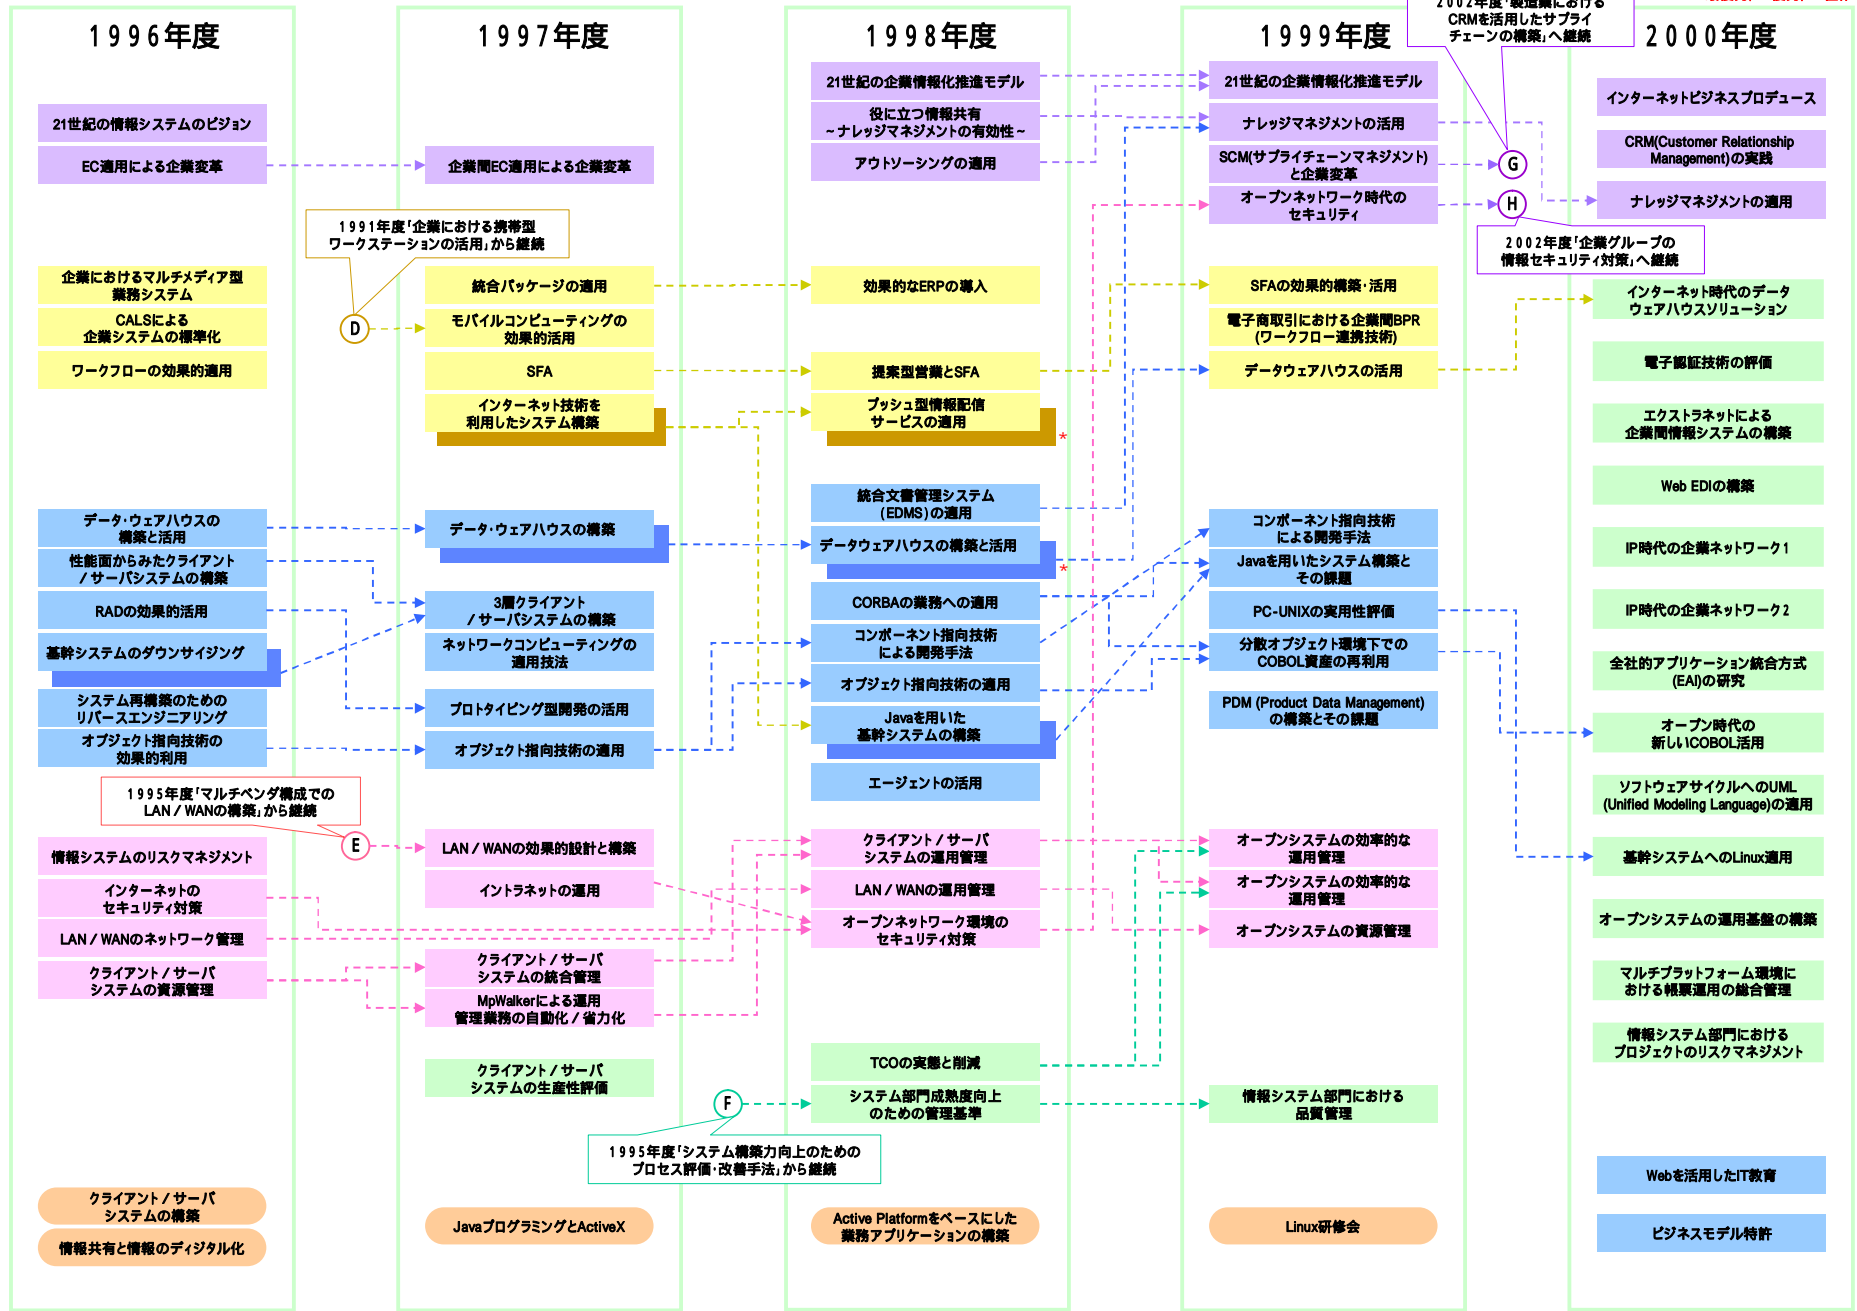 1996年度
21世紀の情報システムのビジョン
EC適用による企業変革
企業におけるマルチメディア型
業務システム
CALSによる
企業システムの標準化
ワークフローの効果的適用
データ・ウェアハウスの
構築と活用
性能面からみたクライアント
/サーバシステムの構築
RADの効果的活用
基幹システムのダウンサイジング
システム再構築のための
リバースエンジニアリング
オブジェクト指向技術の
効果的利用
1995年度「マルチベンダ構成での
LAN/WANの構築」から継続
E
情報システムのリスクマネジメント
インターネットの
セキュリティ対策
LAN/WANのネットワーク管理
クライアント/サーバ
システムの資源管理
クライアント/サーバ
システムの構築
情報共有と情報のディジタル化
1997年度
企業間EC適用による企業変革
1991年度「企業における携帯型
ワークステーションの活用」から継続
D
統合パッケージの適用
モバイルコンピューティングの
効果的活用
SFA
インターネット技術を
利用したシステム構築
データ・ウェアハウスの構築
3層クライアント
/サーバシステムの構築
ネットワークコンピューティングの
適用技法
プロトタイピング型開発の活用
オブジェクト指向技術の適用
LAN/WANの効果的設計と構築
イントラネットの運用
クライアント/サーバ
システムの統合管理
MpWalkerによる運用
管理業務の自動化/省力化
クライアント/サーバ
システムの生産性評価
F
1995年度「システム構築力向上のための
プロセス評価・改善手法」から継続
JavaプログラミングとActiveX
1998年度
21世紀の企業情報化推進モデル
役に立つ情報共有
~ナレッジマネジメントの有効性~
アウトソーシングの適用
効果的なERPの導入
提案型営業とSFA
プッシュ型情報配信
サービスの適用
*
統合文書管理システム
(EDMS)の適用
データウェアハウスの構築と活用
*
CORBAの業務への適用
コンポーネント指向技術
による開発手法
オブジェクト指向技術の適用
Javaを用いた
基幹システムの構築
エージェントの活用
クライアント/サーバ
システムの運用管理
LAN/WANの運用管理
オープンネットワーク環境の
セキュリティ対策
TCOの実態と削減
システム部門成熟度向上
のための管理基準
Active Platformをベースにした
業務アプリケーションの構築
1999年度
21世紀の企業情報化推進モデル
ナレッジマネジメントの活用
SCM(サプライチェーンマネジメント)
と企業変革
オープンネットワーク時代の
セキュリティ
SFAの効果的構築・活用
電子商取引における企業間BPR
(ワークフロー連携技術)
データウェアハウスの活用
コンポーネント指向技術
による開発手法
Javaを用いたシステム構築と
その課題
PC-UNIXの実用性評価
分散オブジェクト環境下での
COBOL資産の再利用
PDM (Product Data Management)
の構築とその課題
オープンシステムの効率的な
運用管理
オープンシステムの効率的な
運用管理
オープンシステムの資源管理
情報システム部門における
品質管理
Linux研修会
2002年度「製造業における
CRMを活用したサプライ
チェーンの構築」へ継続
G
H
2002年度「企業グループの
情報セキュリティ対策」へ継続
2000年度
インターネットビジネスプロデュース
CRM(Customer Relationship
Management)の実践
ナレッジマネジメントの適用
インターネット時代のデータ
ウェアハウスソリューション
電子認証技術の評価
エクストラネットによる
企業間情報システムの構築
Web EDIの構築
IP時代の企業ネットワーク1
IP時代の企業ネットワーク2
全社的アプリケーション統合方式
(EAI)の研究
オープン時代の
新しいCOBOL活用
ソフトウェアサイクルへのUML
(Unified Modeling Language)の適用
基幹システムへのLinux適用
オープンシステムの運用基盤の構築
マルチプラットフォーム環境に
おける帳票運用の総合管理
情報システム部門における
プロジェクトのリスクマネジメント
Webを活用したIT教育
ビジネスモデル特許